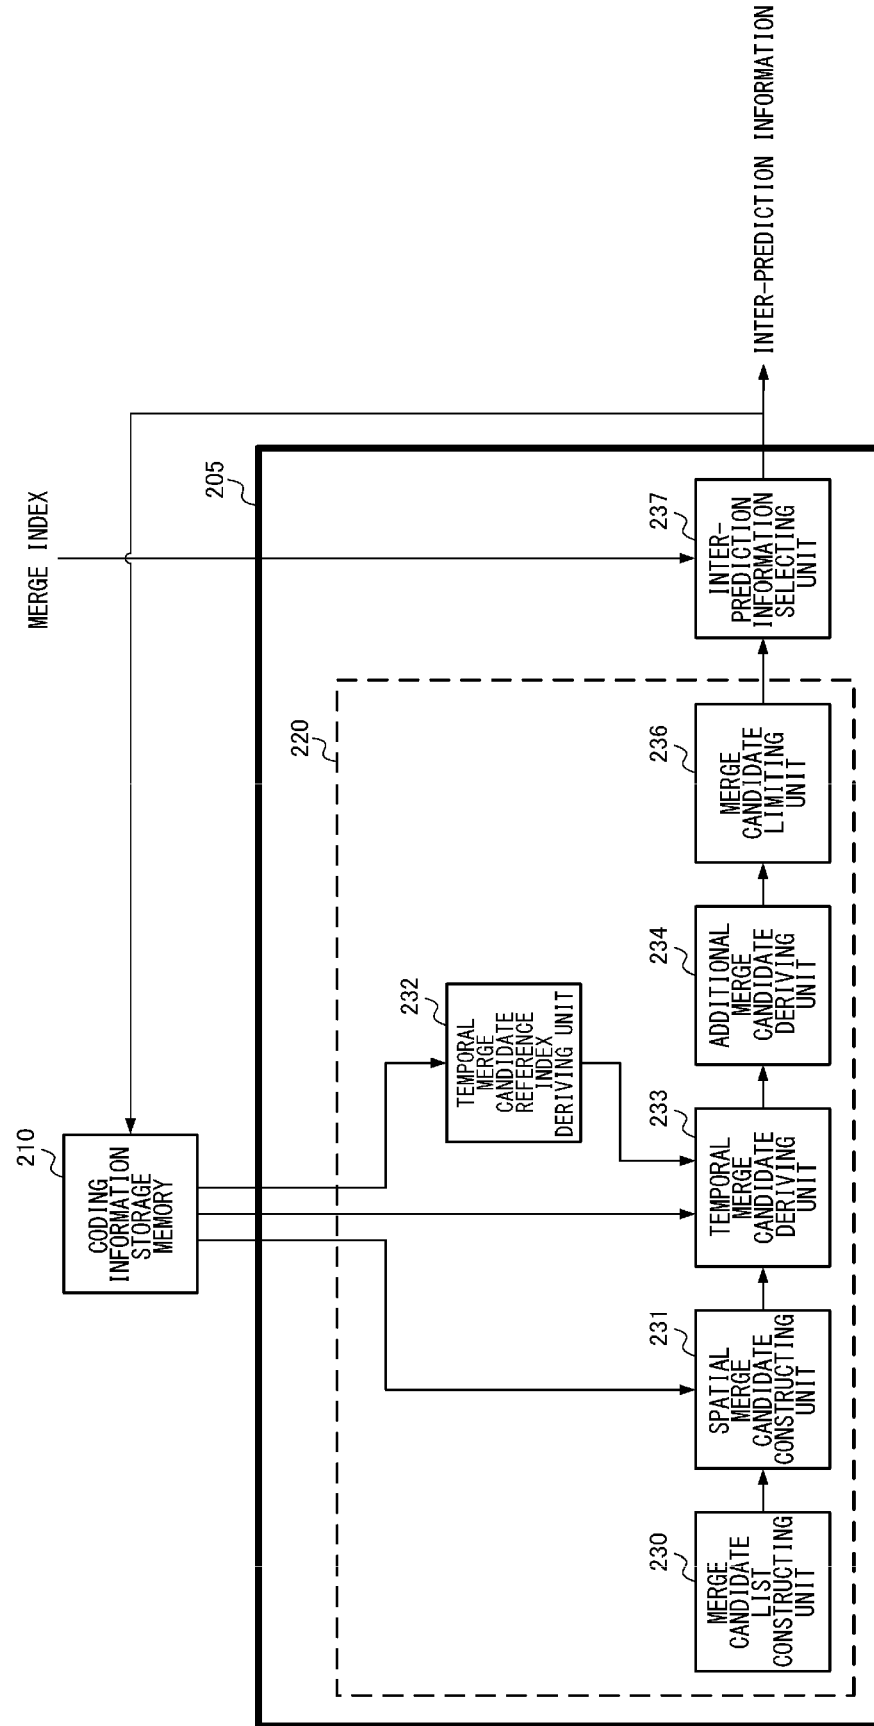 MERGE INDEX
INTER-PREDICTION INFORMATION
210
CODING
INFORMATION
STORAGE
MEMORY
205
220
232
TEMPORAL
MERGE
CANDIDATE
REFERENCE
INDEX
DERIVING UNIT
230
MERGE
CANDIDATE
LIST
CONSTRUCTING
UNIT
231
SPATIAL
MERGE
CANDIDATE
CONSTRUCTING
UNIT
233
TEMPORAL
MERGE
CANDIDATE
DERIVING
UNIT
234
ADDITIONAL
MERGE
CANDIDATE
DERIVING
UNIT
236
MERGE
CANDIDATE
LIMITING
UNIT
237
INTER-
PREDICTION
INFORMATION
SELECTING
UNIT